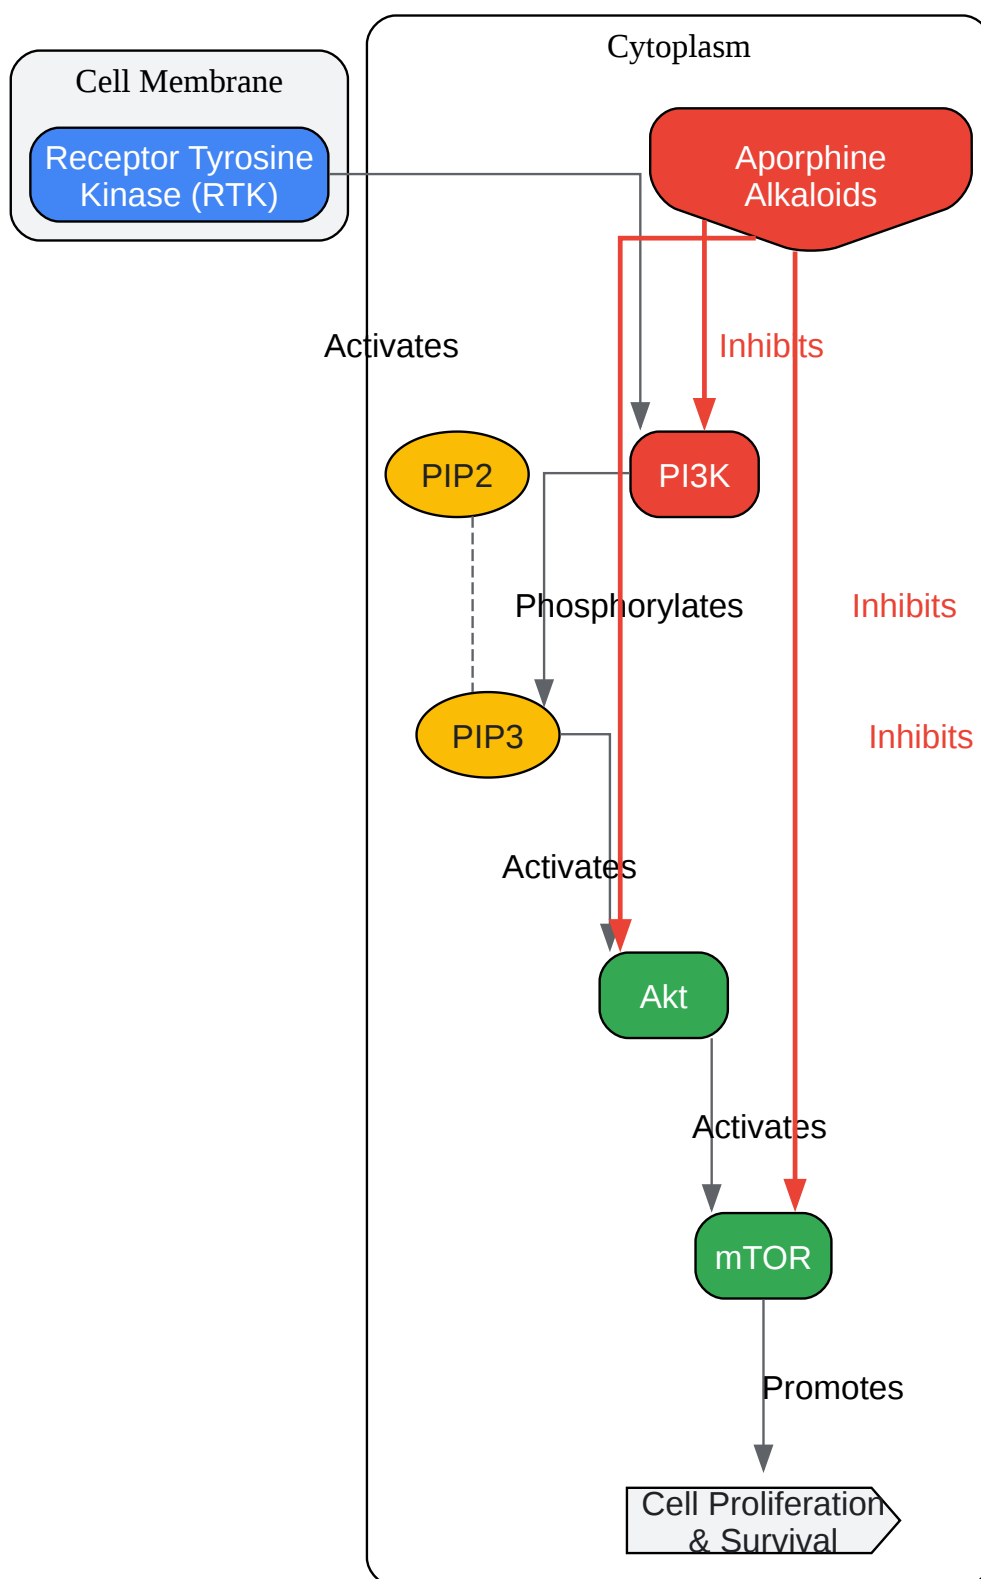 Cytoplasm
Cell Membrane
Receptor Tyrosine
Kinase (RTK)
Aporphine
Alkaloids
Activates
Inhibits
PIP2
PI3K
Phosphorylates
Inhibits
PIP3
Inhibits
Activates
Akt
Activates
mTOR
Promotes
Cell Proliferation
& Survival